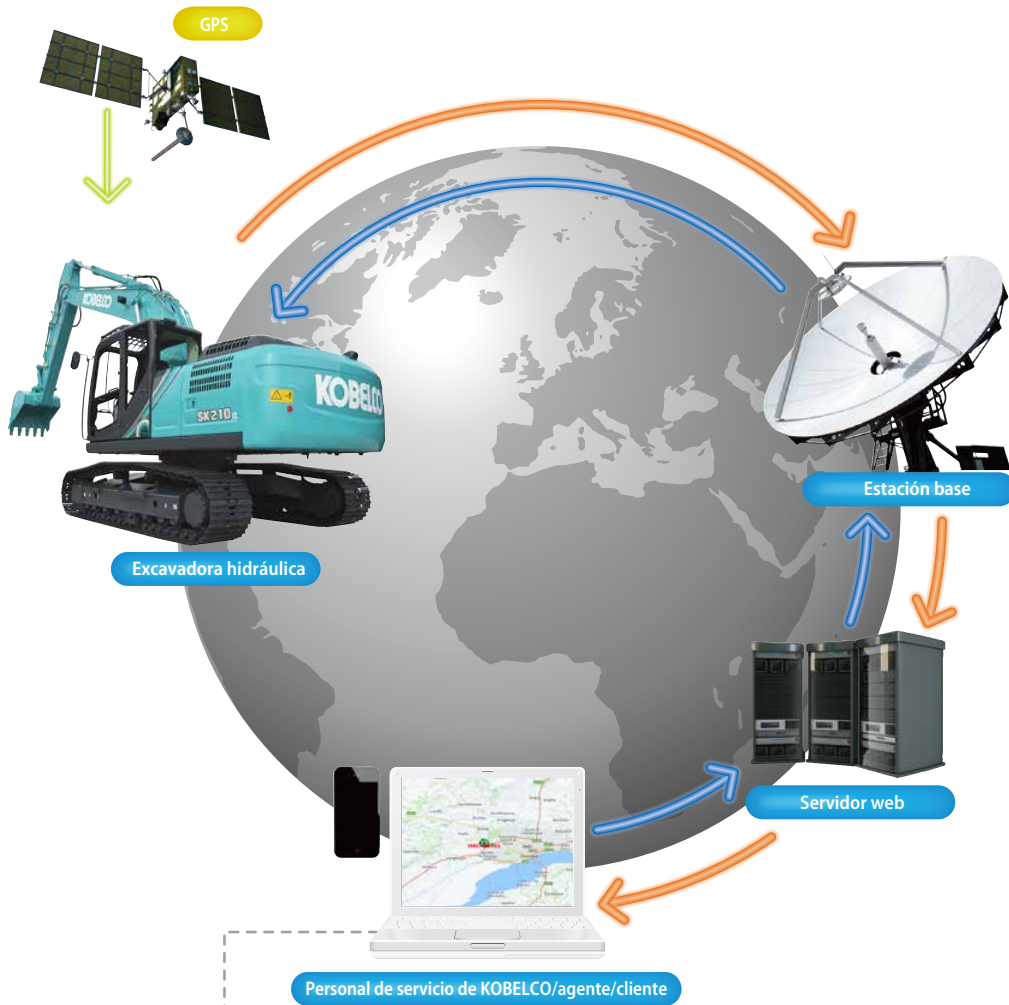 GPS
KOBELCO
KOBELCO
SK210
Estación base
Excavadora hidráulica
Servidor web
Personal de servicio de KOBELCO/agente/cliente